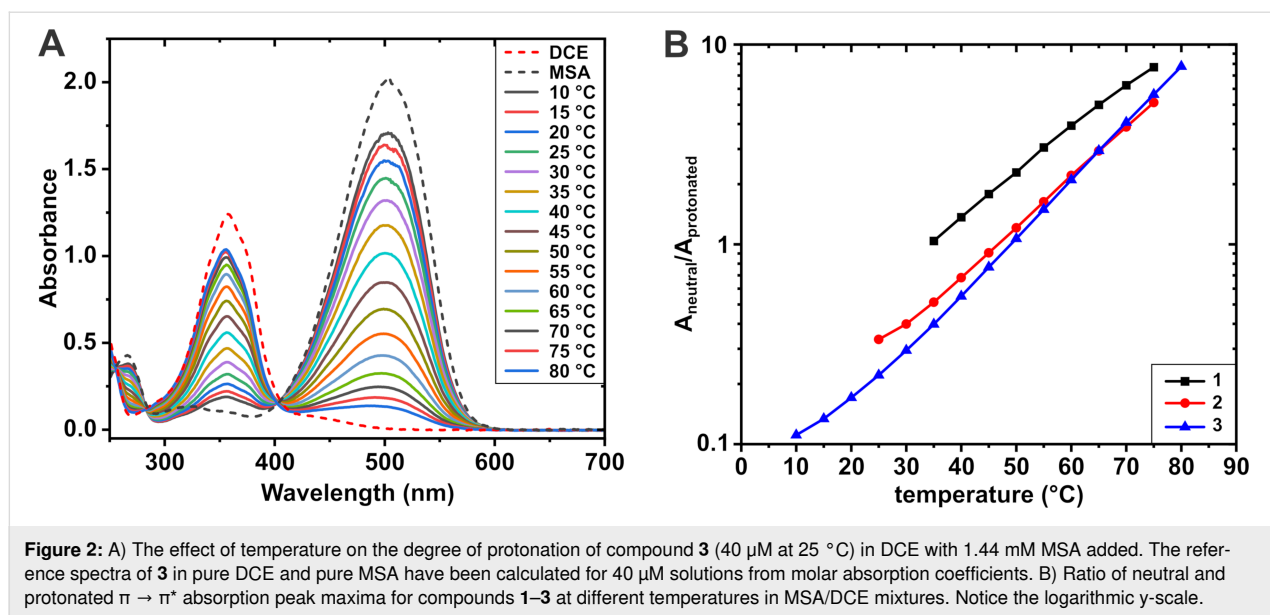 A
2.0
1.5
1.0
0.5
0.0
Absorbance
300
400
500
600
700
Wavelength (nm)
DCE
MSA
10 °C
15 °C
20 °C
25 °C
30 °C
35 °C
40 °C
45 °C
50 °C
55 °C
60 °C
65 °C
70 °C
75 °C
80 °C
B
10
1
0.1
A_neutral/A_protonated
0 10 20 30 40 50 60 70 80 90
temperature (°C)
1
2
3
Figure 2: A) The effect of temperature on the degree of protonation of compound 3 (40 µM at 25 °C) in DCE with 1.44 mM MSA added. The refer-
ence spectra of 3 in pure DCE and pure MSA have been calculated for 40 µM solutions from molar absorption coefficients. B) Ratio of neutral and
protonated π → π* absorption peak maxima for compounds 1–3 at different temperatures in MSA/DCE mixtures. Notice the logarithmic y-scale.